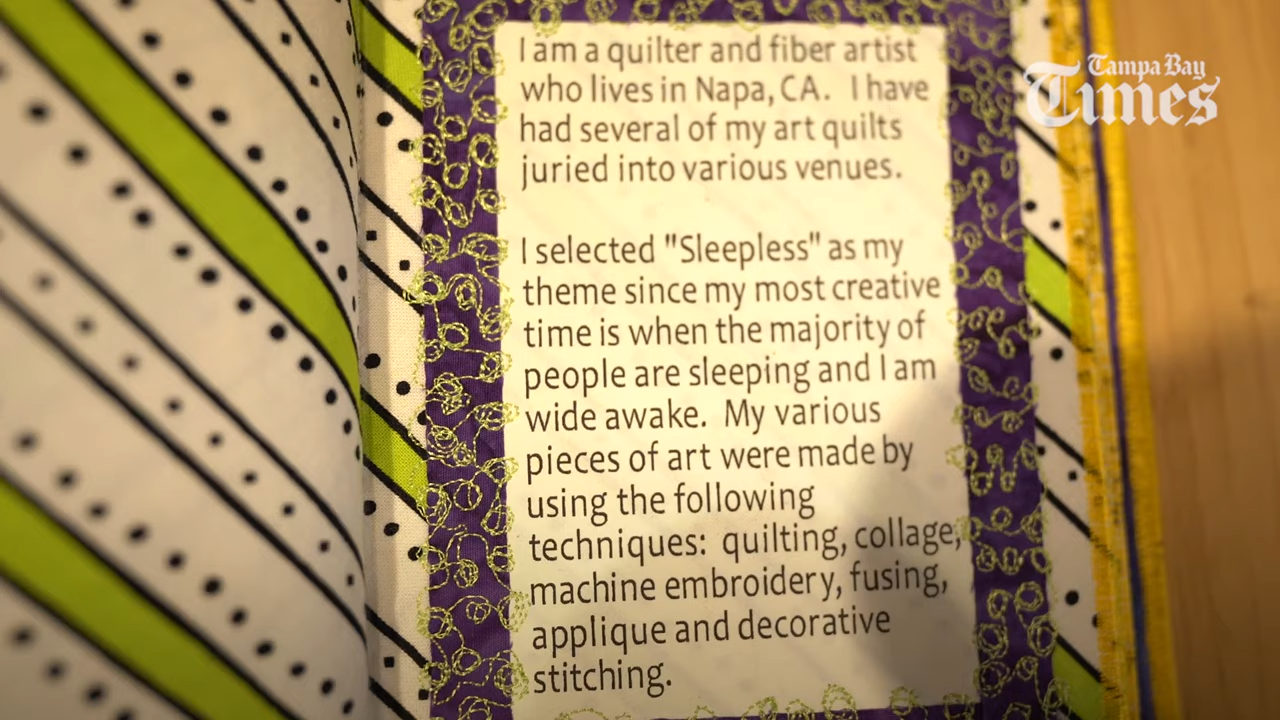 I am a quilter and fiber artist
who lives in Napa, CA. I have
had several of my art quilts
juried into various venues.
I selected "Sleepless" as my
theme since my most creative
time is when the majority of
people are sleeping and I am
wide awake. My various
pieces of art were made by
using the following
techniques: quilting, collage,
machine embroidery, fusing,
applique and decorative
stitching.
Tampa Bay
Times